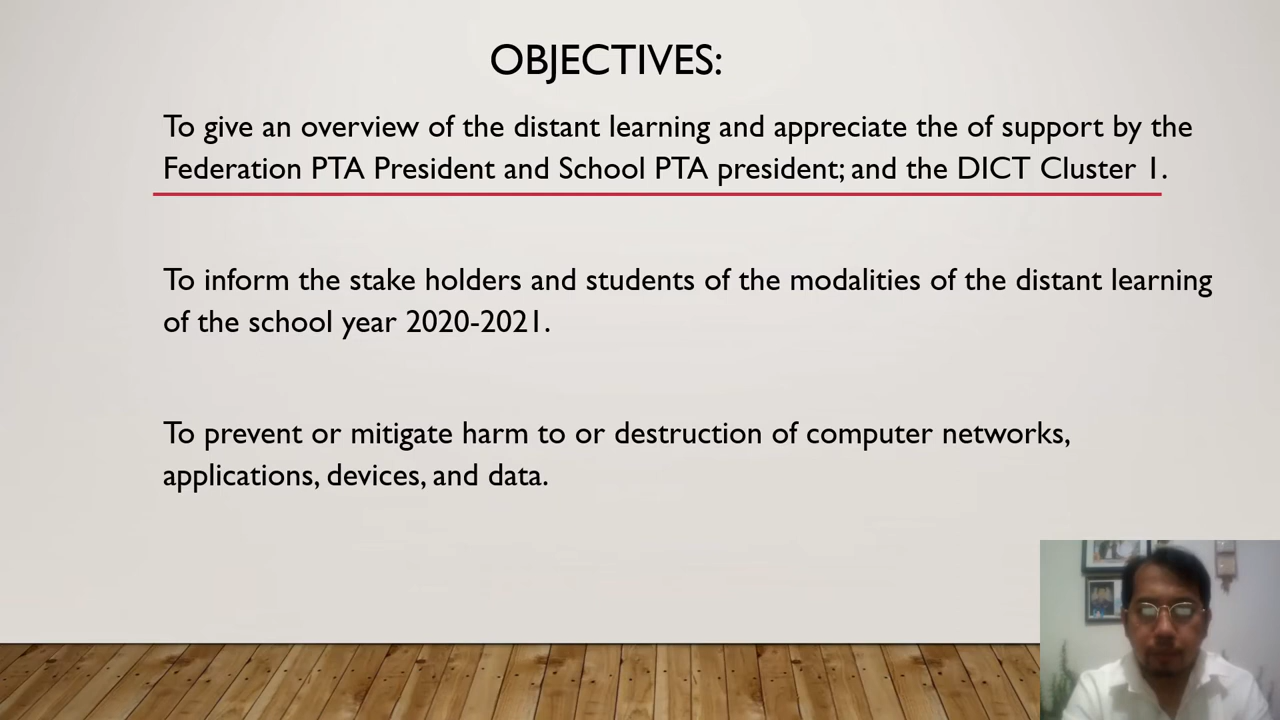 OBJECTIVES:
To give an overview of the distant learning and appreciate the of support by the
Federation PTA President and School PTA president; and the DICT Cluster 1.
To inform the stake holders and students of the modalities of the distant learning
of the school year 2020-2021.
To prevent or mitigate harm to or destruction of computer networks,
applications, devices, and data.